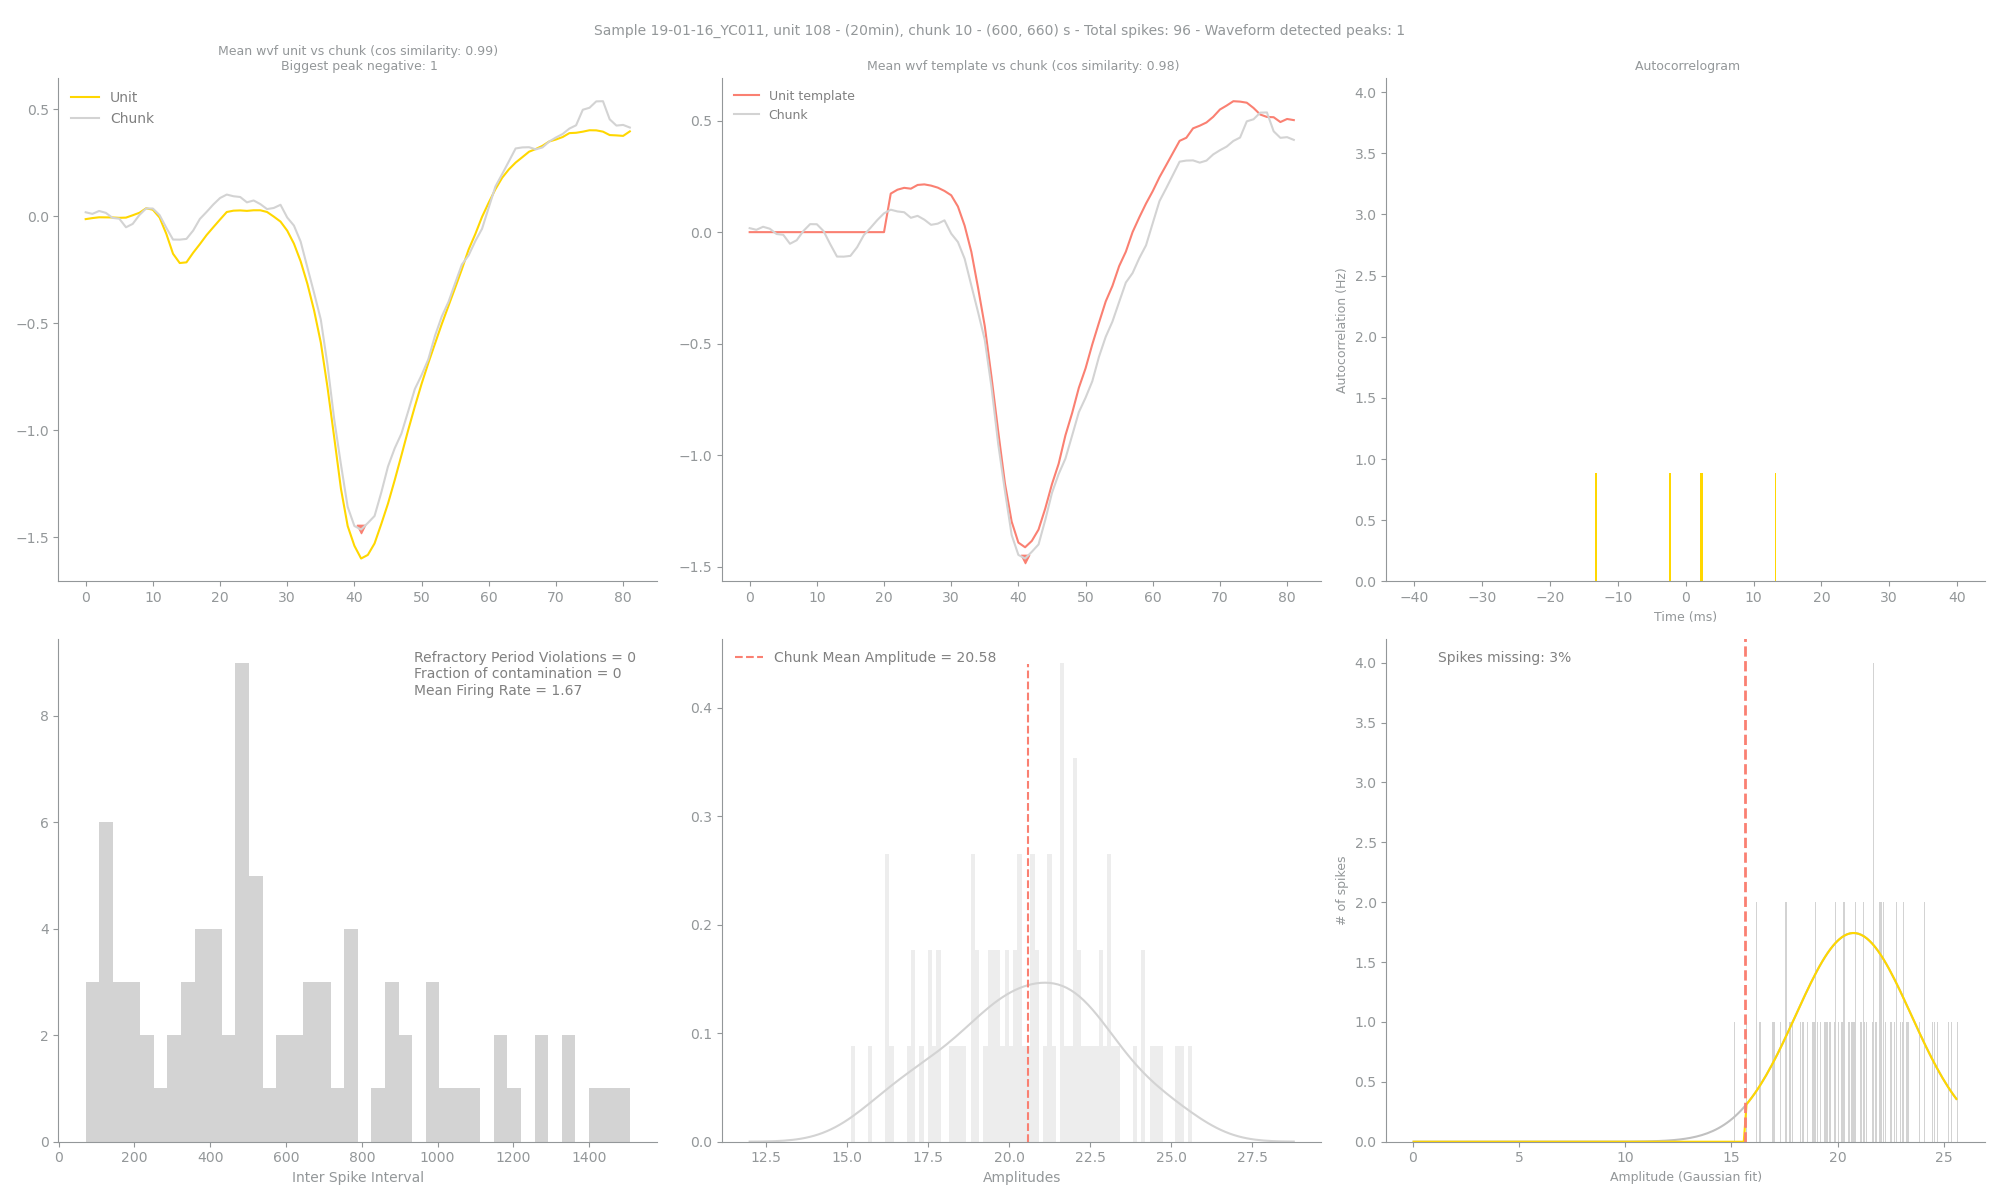 Sample 19-01-16_YC011, unit 108 - (20min), chunk 10 - (600, 660) s - Total spikes: 96 - Waveform detected peaks: 1
Mean wvf unit vs chunk (cos similarity: 0.99)
Biggest peak negative: 1
Unit
Chunk
0.5
0.0
−0.5
−1.0
−1.5
0 10 20 30 40 50 60 70 80
Mean wvf template vs chunk (cos similarity: 0.98)
Unit template
Chunk
0.5
0.0
−0.5
−1.0
−1.5
0 10 20 30 40 50 60 70 80
Autocorrelogram
Autocorrelation (Hz)
4.0
3.5
3.0
2.5
2.0
1.5
1.0
0.5
0.0
−40 −30 −20 −10 0 10 20 30 40
Time (ms)
Refractory Period Violations = 0
Fraction of contamination = 0
Mean Firing Rate = 1.67
8
6
4
2
0
0 200 400 600 800 1000 1200 1400
Inter Spike Interval
Chunk Mean Amplitude = 20.58
0.4
0.3
0.2
0.1
0.0
12.5 15.0 17.5 20.0 22.5 25.0 27.5
Amplitudes
Spikes missing: 3%
# of spikes
4.0
3.5
3.0
2.5
2.0
1.5
1.0
0.5
0.0
0 5 10 15 20 25
Amplitude (Gaussian fit)